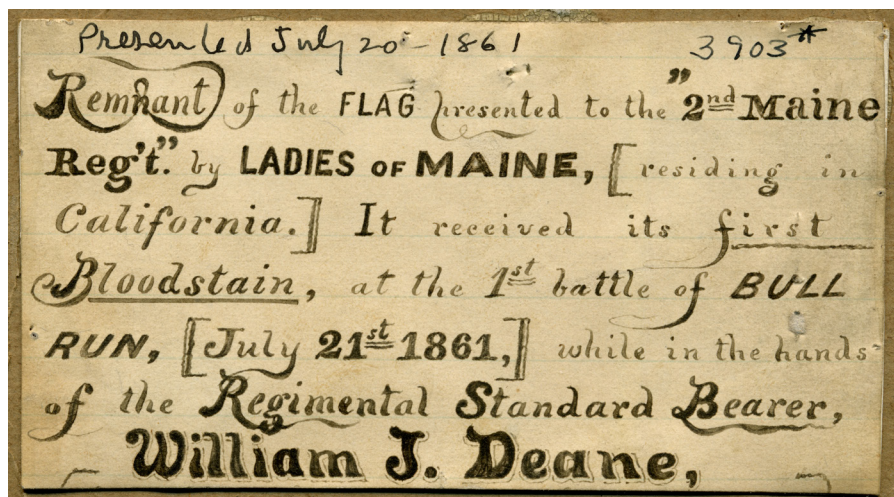 Presented July 20 - 1861 3903*
Remnant of the FLAG presented to the "2nd Maine
Reg't." by LADIES OF MAINE, [residing in
California.] It received its first
Bloodstain, at the 1st battle of BULL
RUN, [July 21st 1861,] while in the hands
of the Regimental Standard Bearer,
William J. Deane,